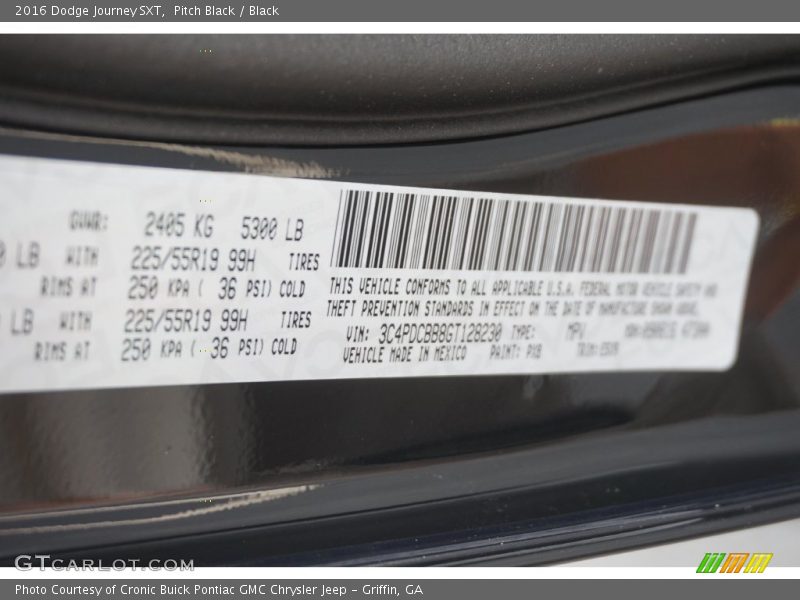 2016 Dodge Journey SXT, Pitch Black / Black
GVWR: 2405 KG 5300 LB
LB WITH 225/55R19 99H TIRES
RIMS AT 250 KPA ( 36 PSI) COLD
LB WITH 225/55R19 99H TIRES
RIMS AT 250 KPA ( 36 PSI) COLD
THIS VEHICLE CONFORMS TO ALL APPLICABLE U.S.A. FEDERAL MOTOR VEHICLE SAFETY AND
THEFT PREVENTION STANDARDS IN EFFECT ON THE DATE OF MANUFACTURE SHOWN ABOVE.
VIN: 3C4PDCBB8GT128230 TYPE: MPV
VEHICLE MADE IN MEXICO PAINT: PX8 TRIM:
GTcarlot.com
Photo Courtesy of Cronic Buick Pontiac GMC Chrysler Jeep - Griffin, GA